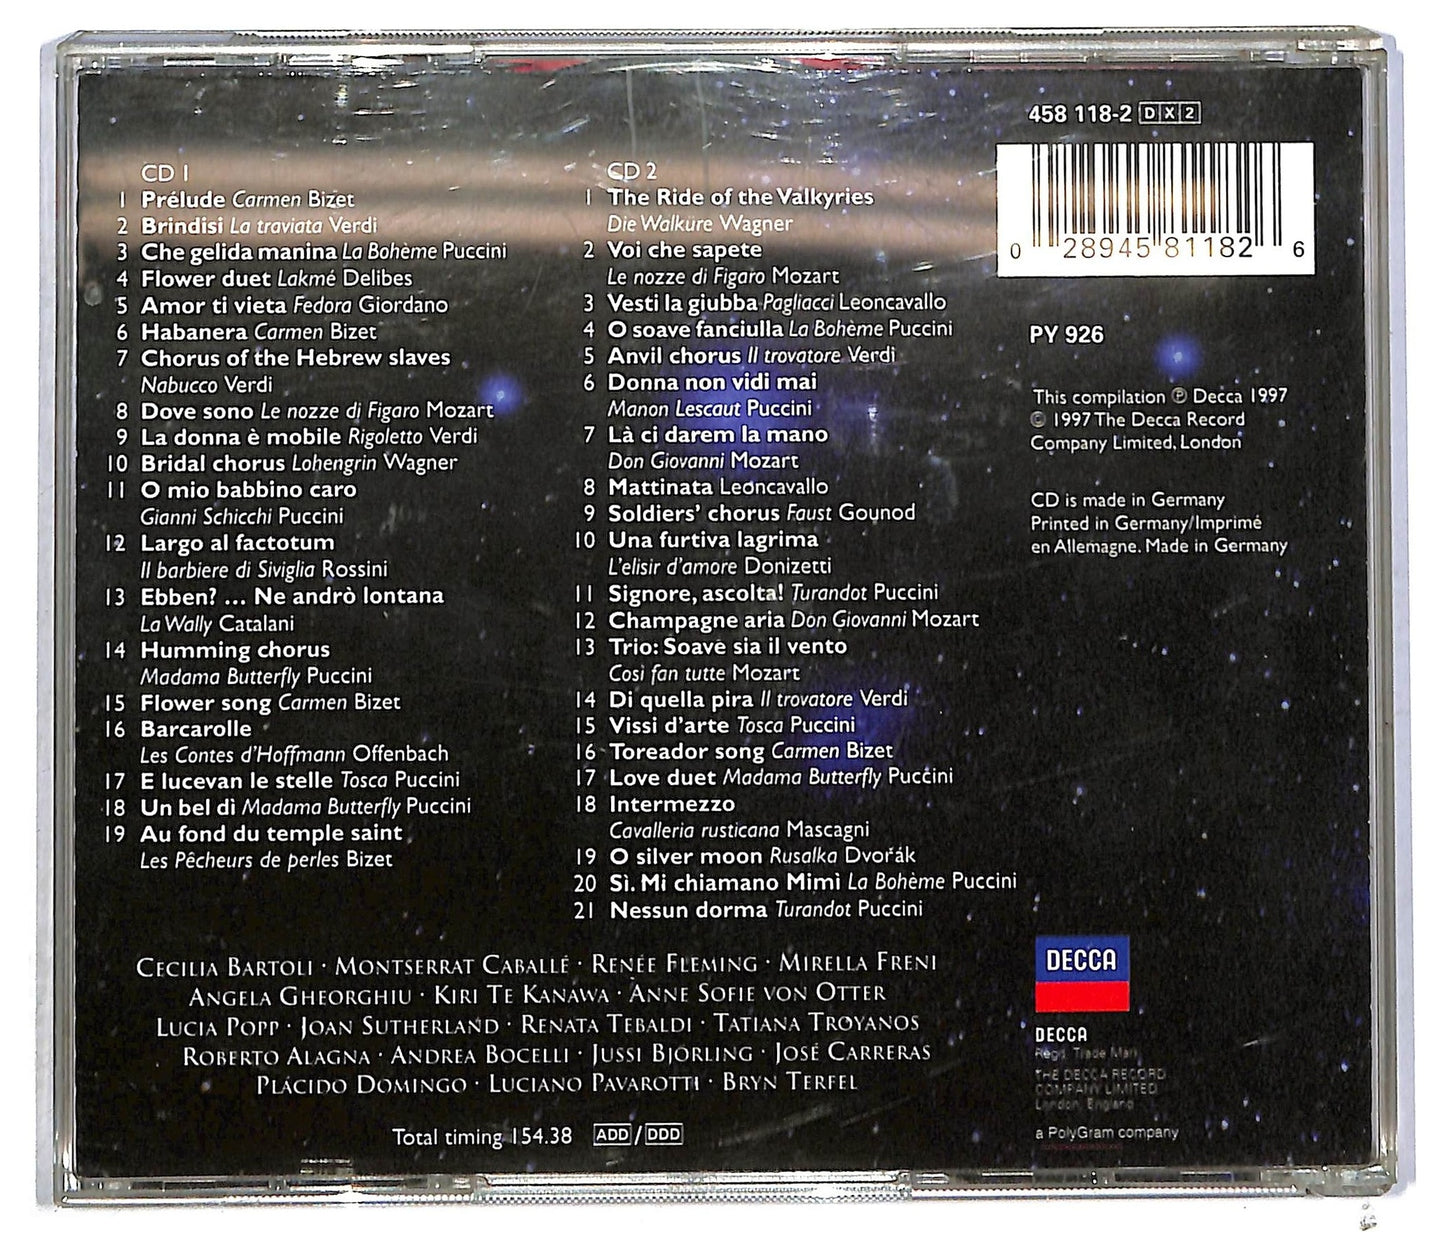 CD 1
1 Prélude Carmen Bizet
2 Brindisi La traviata Verdi
3 Che gelida manina La Bohème Puccini
4 Flower duet Lakmé Delibes
5 Amor ti vieta Fedora Giordano
6 Habanera Carmen Bizet
7 Chorus of the Hebrew slaves
Nabucco Verdi
8 Dove sono Le nozze di Figaro Mozart
9 La donna è mobile Rigoletto Verdi
10 Bridal chorus Lohengrin Wagner
11 O mio babbino caro
Gianni Schicchi Puccini
12 Largo al factotum
Il barbiere di Siviglia Rossini
13 Ebben? ... Ne andrò lontana
La Wally Catalani
14 Humming chorus
Madama Butterfly Puccini
15 Flower song Carmen Bizet
16 Barcarolle
Les Contes d'Hoffmann Offenbach
17 E lucevan le stelle Tosca Puccini
18 Un bel dì Madama Butterfly Puccini
19 Au fond du temple saint
Les Pêcheurs de perles Bizet
CD 2
1 The Ride of the Valkyries
Die Walküre Wagner
2 Voi che sapete
Le nozze di Figaro Mozart
3 Vesti la giubba Pagliacci Leoncavallo
4 O soave fanciulla La Bohème Puccini
5 Anvil chorus Il trovatore Verdi
6 Donna non vidi mai
Manon Lescaut Puccini
7 Là ci darem la mano
Don Giovanni Mozart
8 Mattinata Leoncavallo
9 Soldiers' chorus Faust Gounod
10 Una furtiva lagrima
L'elisir d'amore Donizetti
11 Signore, ascolta! Turandot Puccini
12 Champagne aria Don Giovanni Mozart
13 Trio: Soave sia il vento
Così fan tutte Mozart
14 Di quella pira Il trovatore Verdi
15 Vissi d'arte Tosca Puccini
16 Toreador song Carmen Bizet
17 Love duet Madama Butterfly Puccini
18 Intermezzo
Cavalleria rusticana Mascagni
19 O silver moon Rusalka Dvořák
20 Sì. Mi chiamano Mimì La Bohème Puccini
21 Nessun dorma Turandot Puccini
458 118-2 DX2
0 28945 81182 6
PY 926
This compilation ℗ Decca 1997
© 1997 The Decca Record
Company Limited, London
CD is made in Germany
Printed in Germany/Imprimé
en Allemagne. Made in Germany
CECILIA BARTOLI · MONTSERRAT CABALLÉ · RENÉE FLEMING · MIRELLA FRENI
ANGELA GHEORGHIU · KIRI TE KANAWA · ANNE SOFIE VON OTTER
LUCIA POPP · JOAN SUTHERLAND · RENATA TEBALDI · TATIANA TROYANOS
ROBERTO ALAGNA · ANDREA BOCELLI · JUSSI BJÖRLING · JOSÉ CARRERAS
PLÁCIDO DOMINGO · LUCIANO PAVAROTTI · BRYN TERFEL
Total timing 154.38 ADD/DDD
DECCA
DECCA
Regd. Trade Mark
THE DECCA RECORD
COMPANY LIMITED
London, England
a PolyGram company